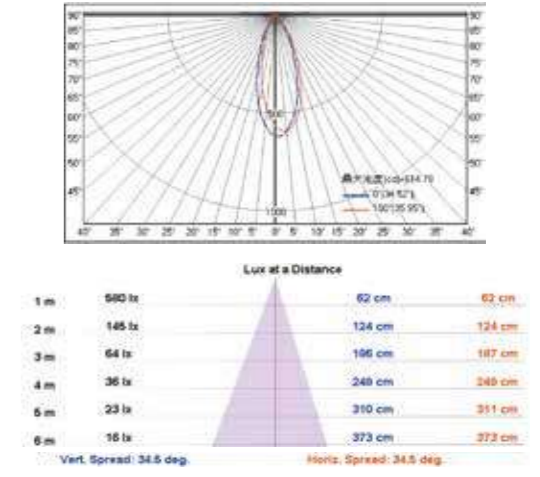 90° 90°
85° 85°
80° 80°
75° 75°
70° 70°
65° 65°
60° 60°
55° 55°
50° 50°
45° 45°
500
1000
最大光度(cd)=614.70
40° 35° 30° 25° 20° 15° 10° 5° 0° 5° 10° 15° 20° 25° 30° 35° 40°
Lux at a Distance
1 m 580 lx 62 cm 62 cm
2 m 145 lx 124 cm 124 cm
3 m 64 lx 187 cm
4 m 36 lx 249 cm 249 cm
5 m 23 lx 310 cm 311 cm
6 m 16 lx 373 cm 373 cm
Vert. Spread: 34.5 deg. Horiz. Spread: 34.5 deg.